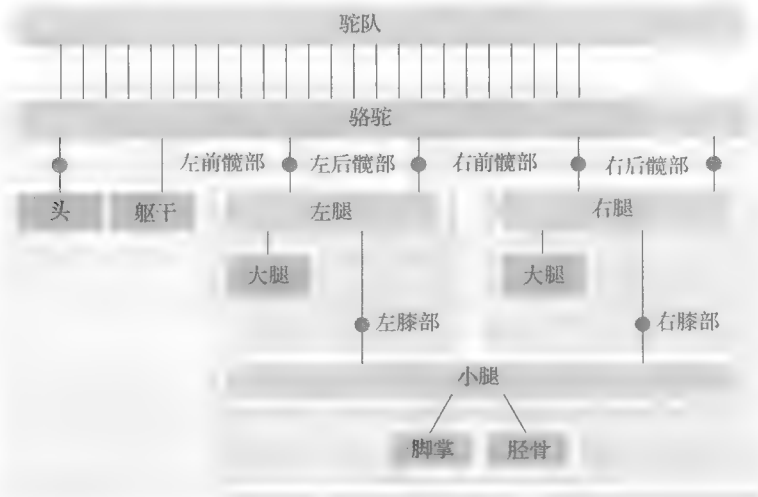 驼队
骆驼
左前髋部 左后髋部 右前髋部 右后髋部
头 躯干 左腿 右腿
大腿 大腿
左膝部 右膝部
小腿
脚掌 胫骨